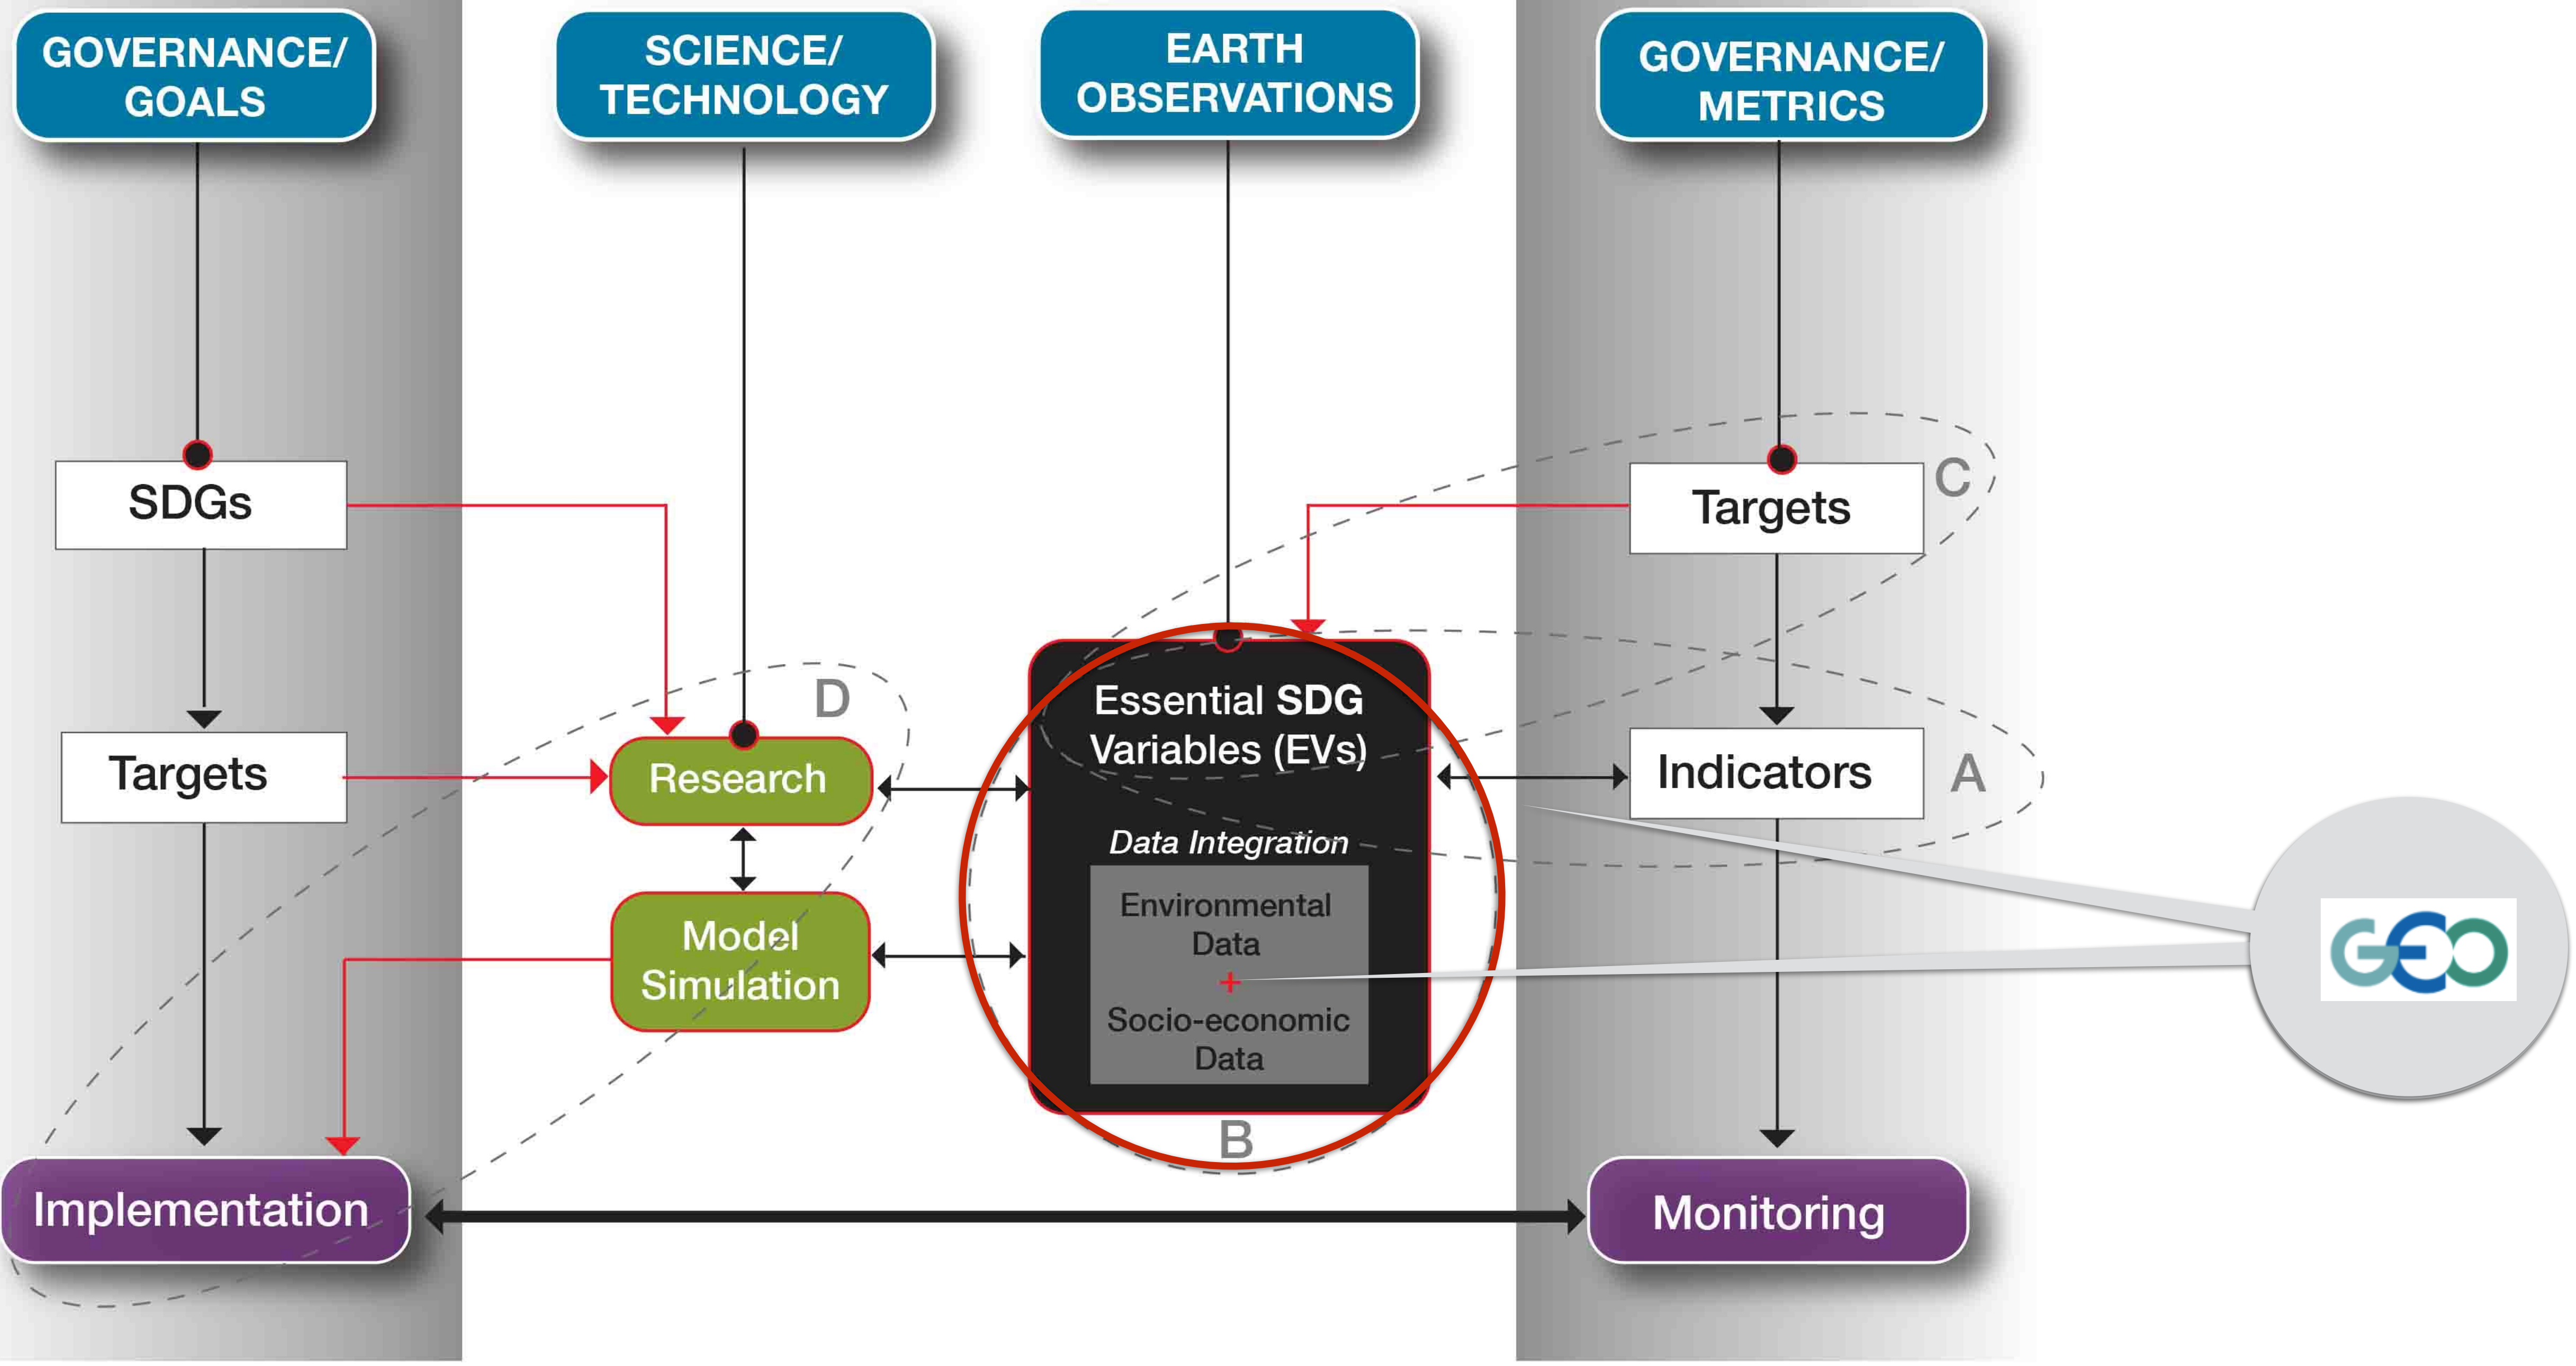 GOVERNANCE/
GOALS
SCIENCE/
TECHNOLOGY
EARTH
OBSERVATIONS
GOVERNANCE/
METRICS
SDGs
Targets
C
D
Essential SDG
Variables (EVs)
Targets
Research
Indicators
A
Data Integration
Environmental
Data
+
Socio-economic
Data
Model
Simulation
GEO
B
Implementation
Monitoring